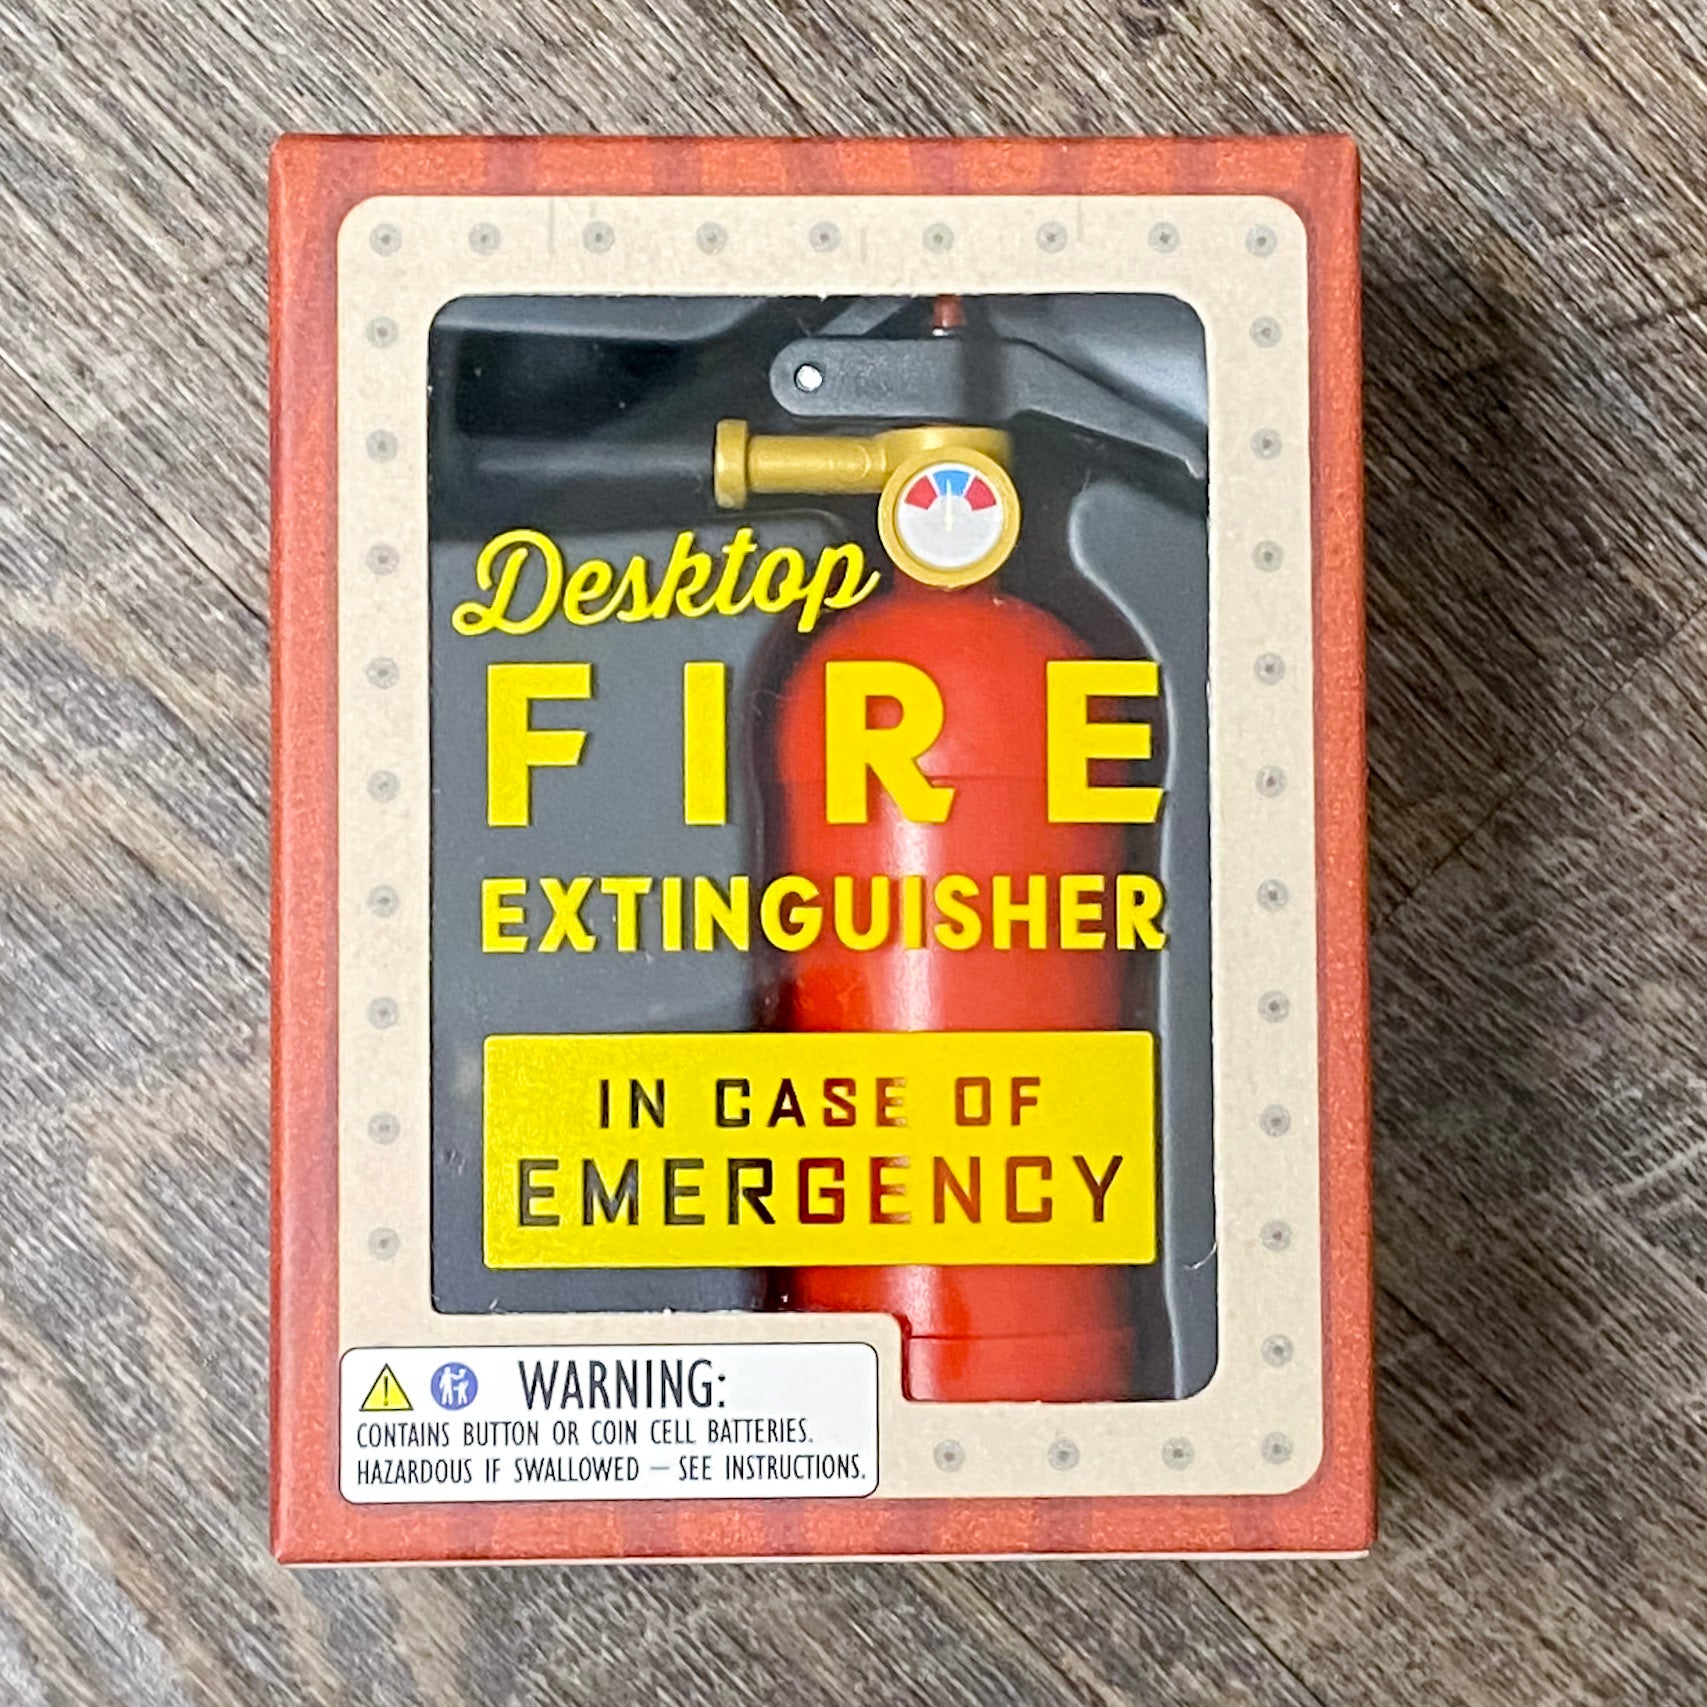 Desktop
FIRE
EXTINGUISHER
IN CASE OF
EMERGENCY
WARNING:
CONTAINS BUTTON OR COIN CELL BATTERIES.
HAZARDOUS IF SWALLOWED – SEE INSTRUCTIONS.